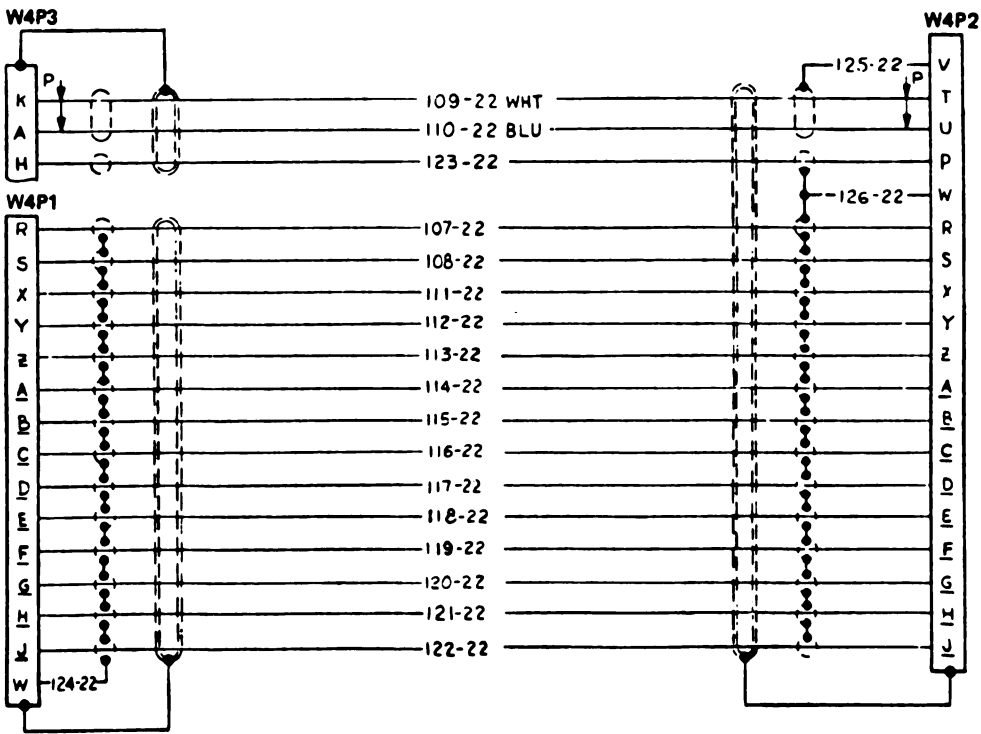 W4P3 W4P2
125-22 V
P P
K 109-22 WHT T
A 110-22 BLU U
H 123-22 P
126-22 W
W4P1
R 107-22 R
S 108-22 S
X 111-22 X
Y 112-22 Y
Z 113-22 Z
A 114-22 A
B 115-22 B
C 116-22 C
D 117-22 D
E 118-22 E
F 119-22 F
G 120-22 G
H 121-22 H
J 122-22 J
W 124-22